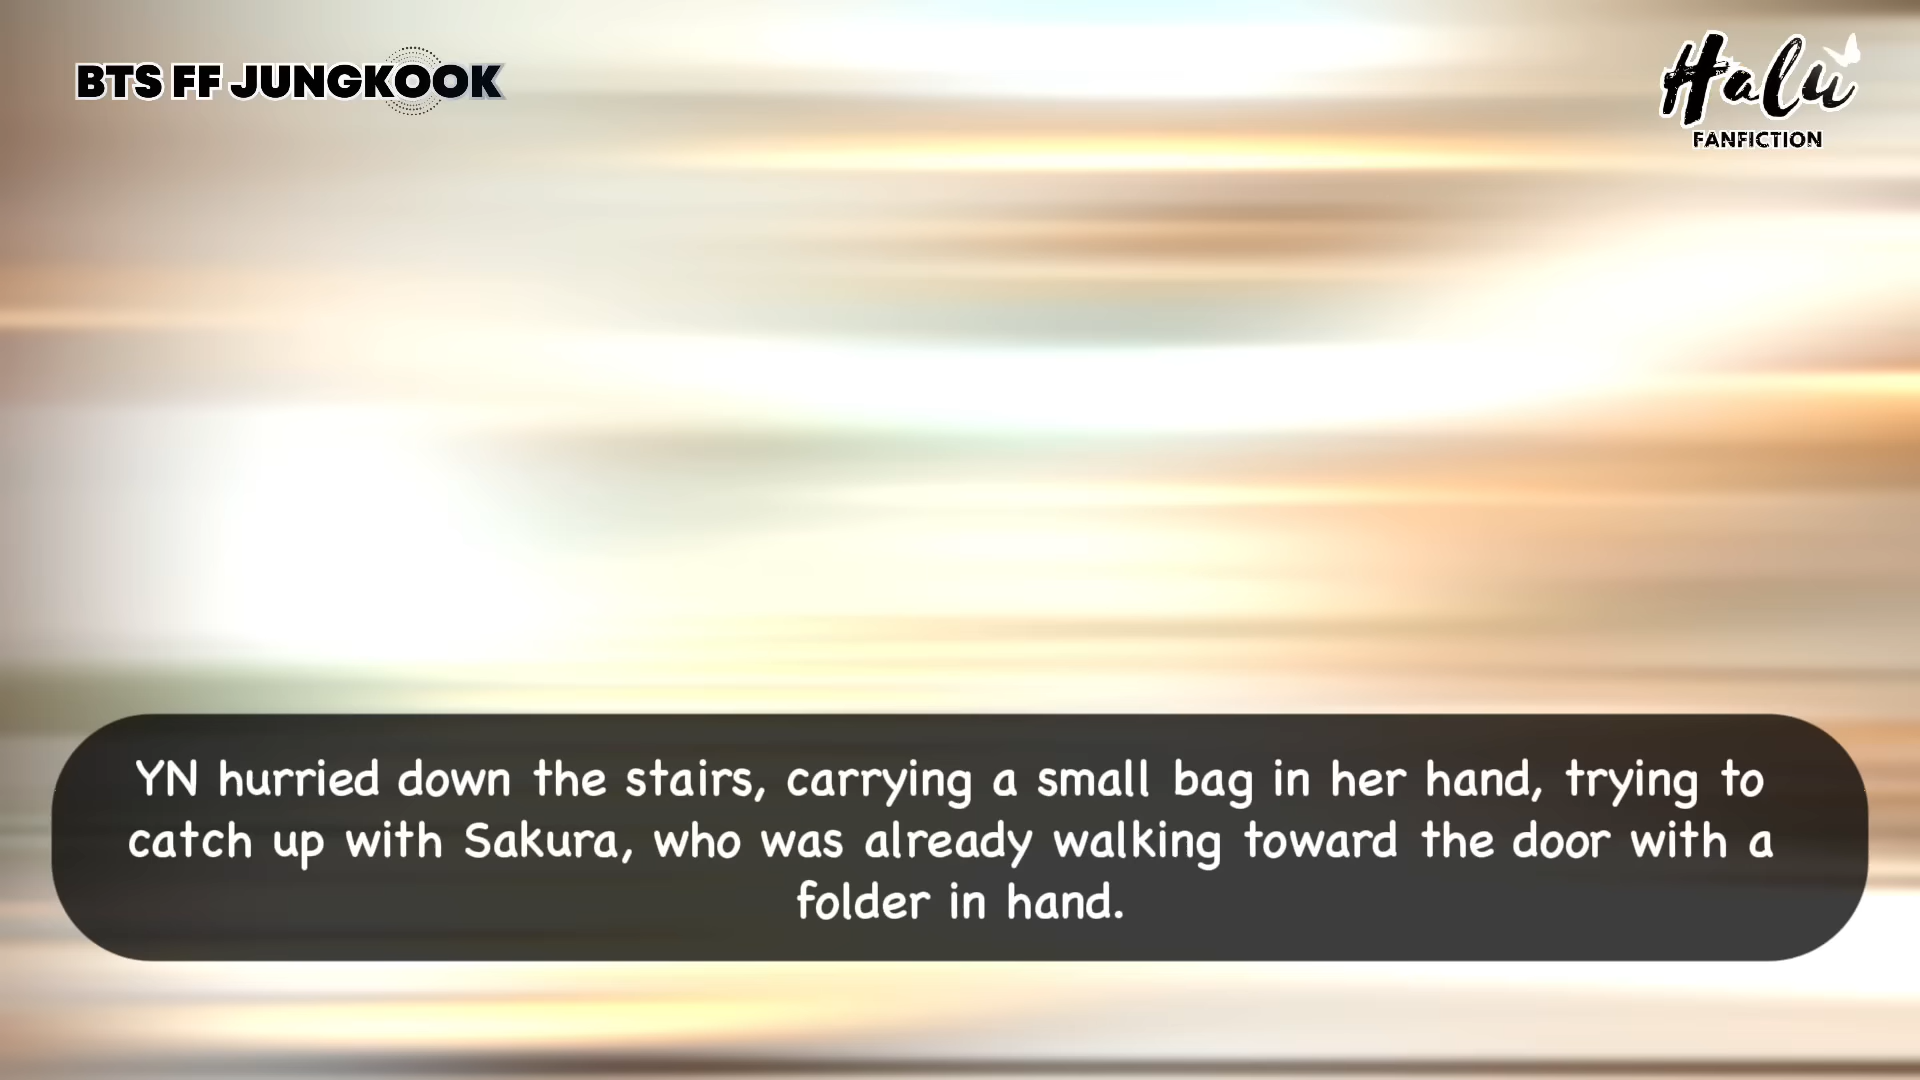 BTS FF JUNGKOOK
Halu
FANFICTION
YN hurried down the stairs, carrying a small bag in her hand, trying to
catch up with Sakura, who was already walking toward the door with a
folder in hand.